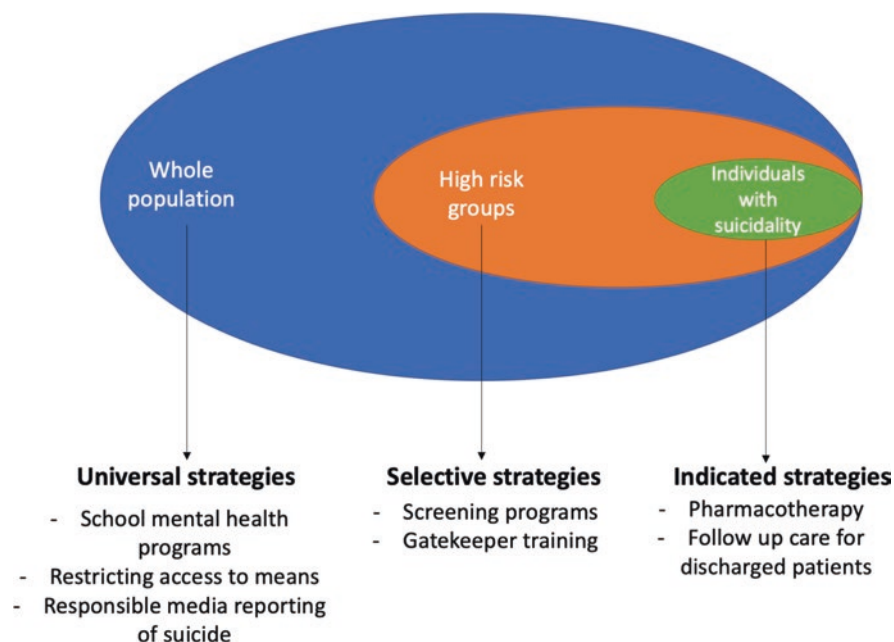 Whole
population
High risk
groups
Individuals
with
suicidality
Universal strategies
- School mental health
programs
- Restricting access to means
- Responsible media reporting
of suicide
Selective strategies
- Screening programs
- Gatekeeper training
Indicated strategies
- Pharmacotherapy
- Follow up care for
discharged patients